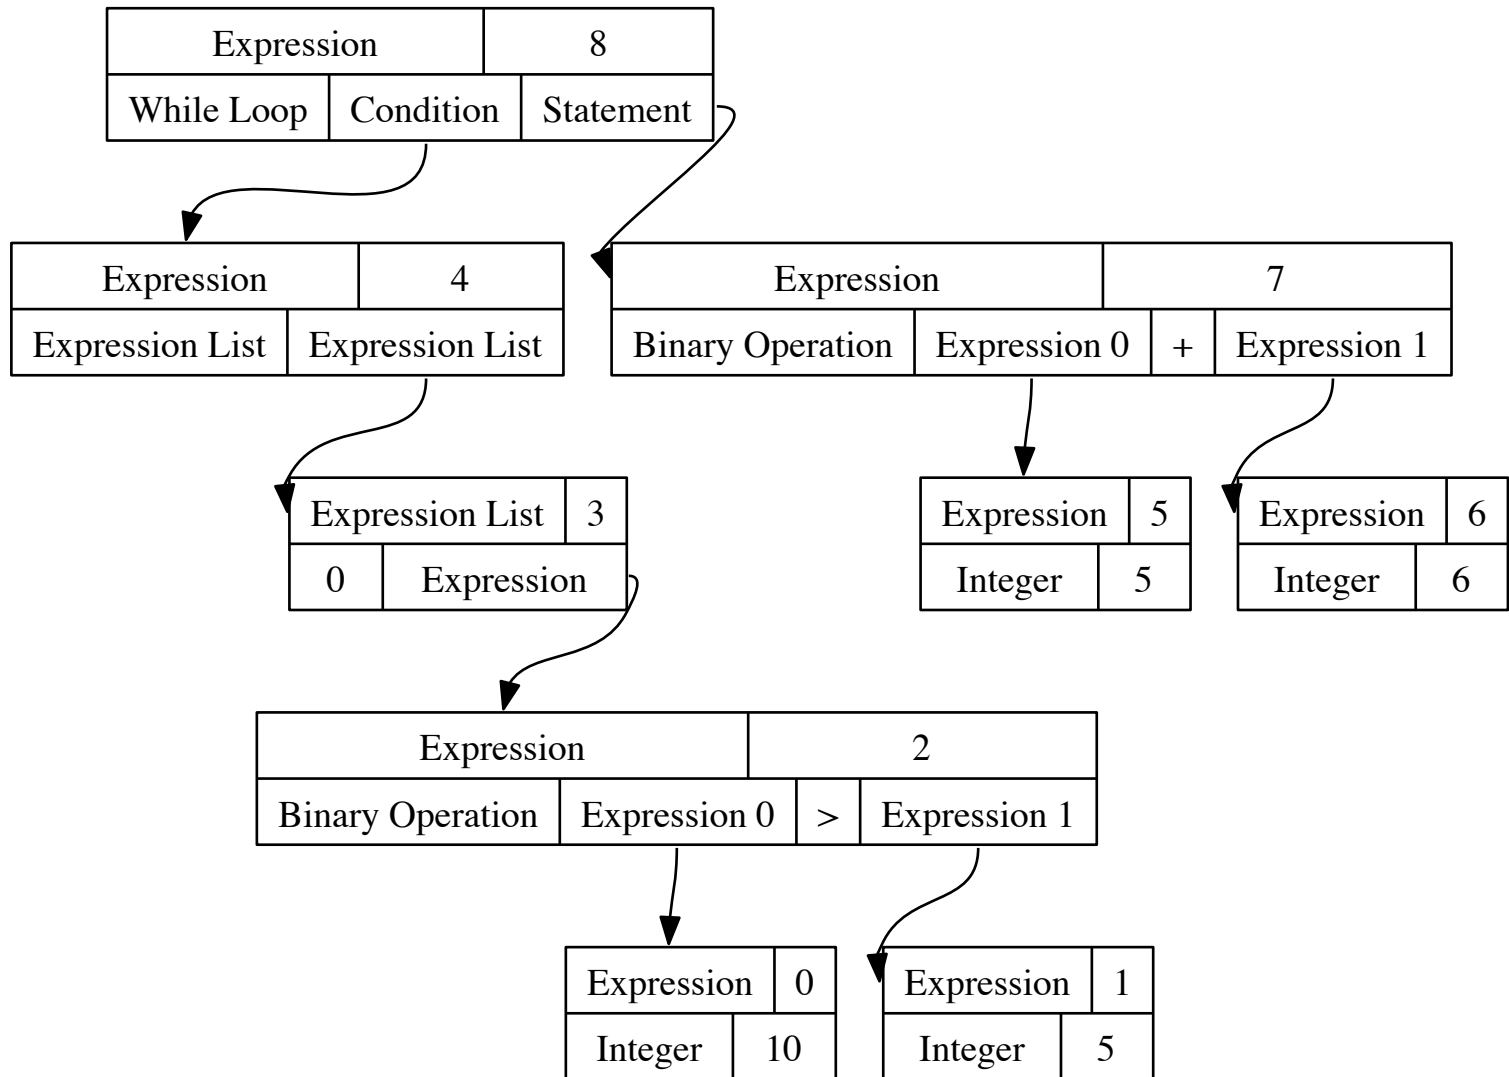 Expression 8
While Loop Condition Statement
Expression 4
Expression List Expression List
Expression 7
Binary Operation Expression 0 + Expression 1
Expression List 3
0 Expression
Expression 5
Integer 5
Expression 6
Integer 6
Expression 2
Binary Operation Expression 0 > Expression 1
Expression 0
Integer 10
Expression 1
Integer 5